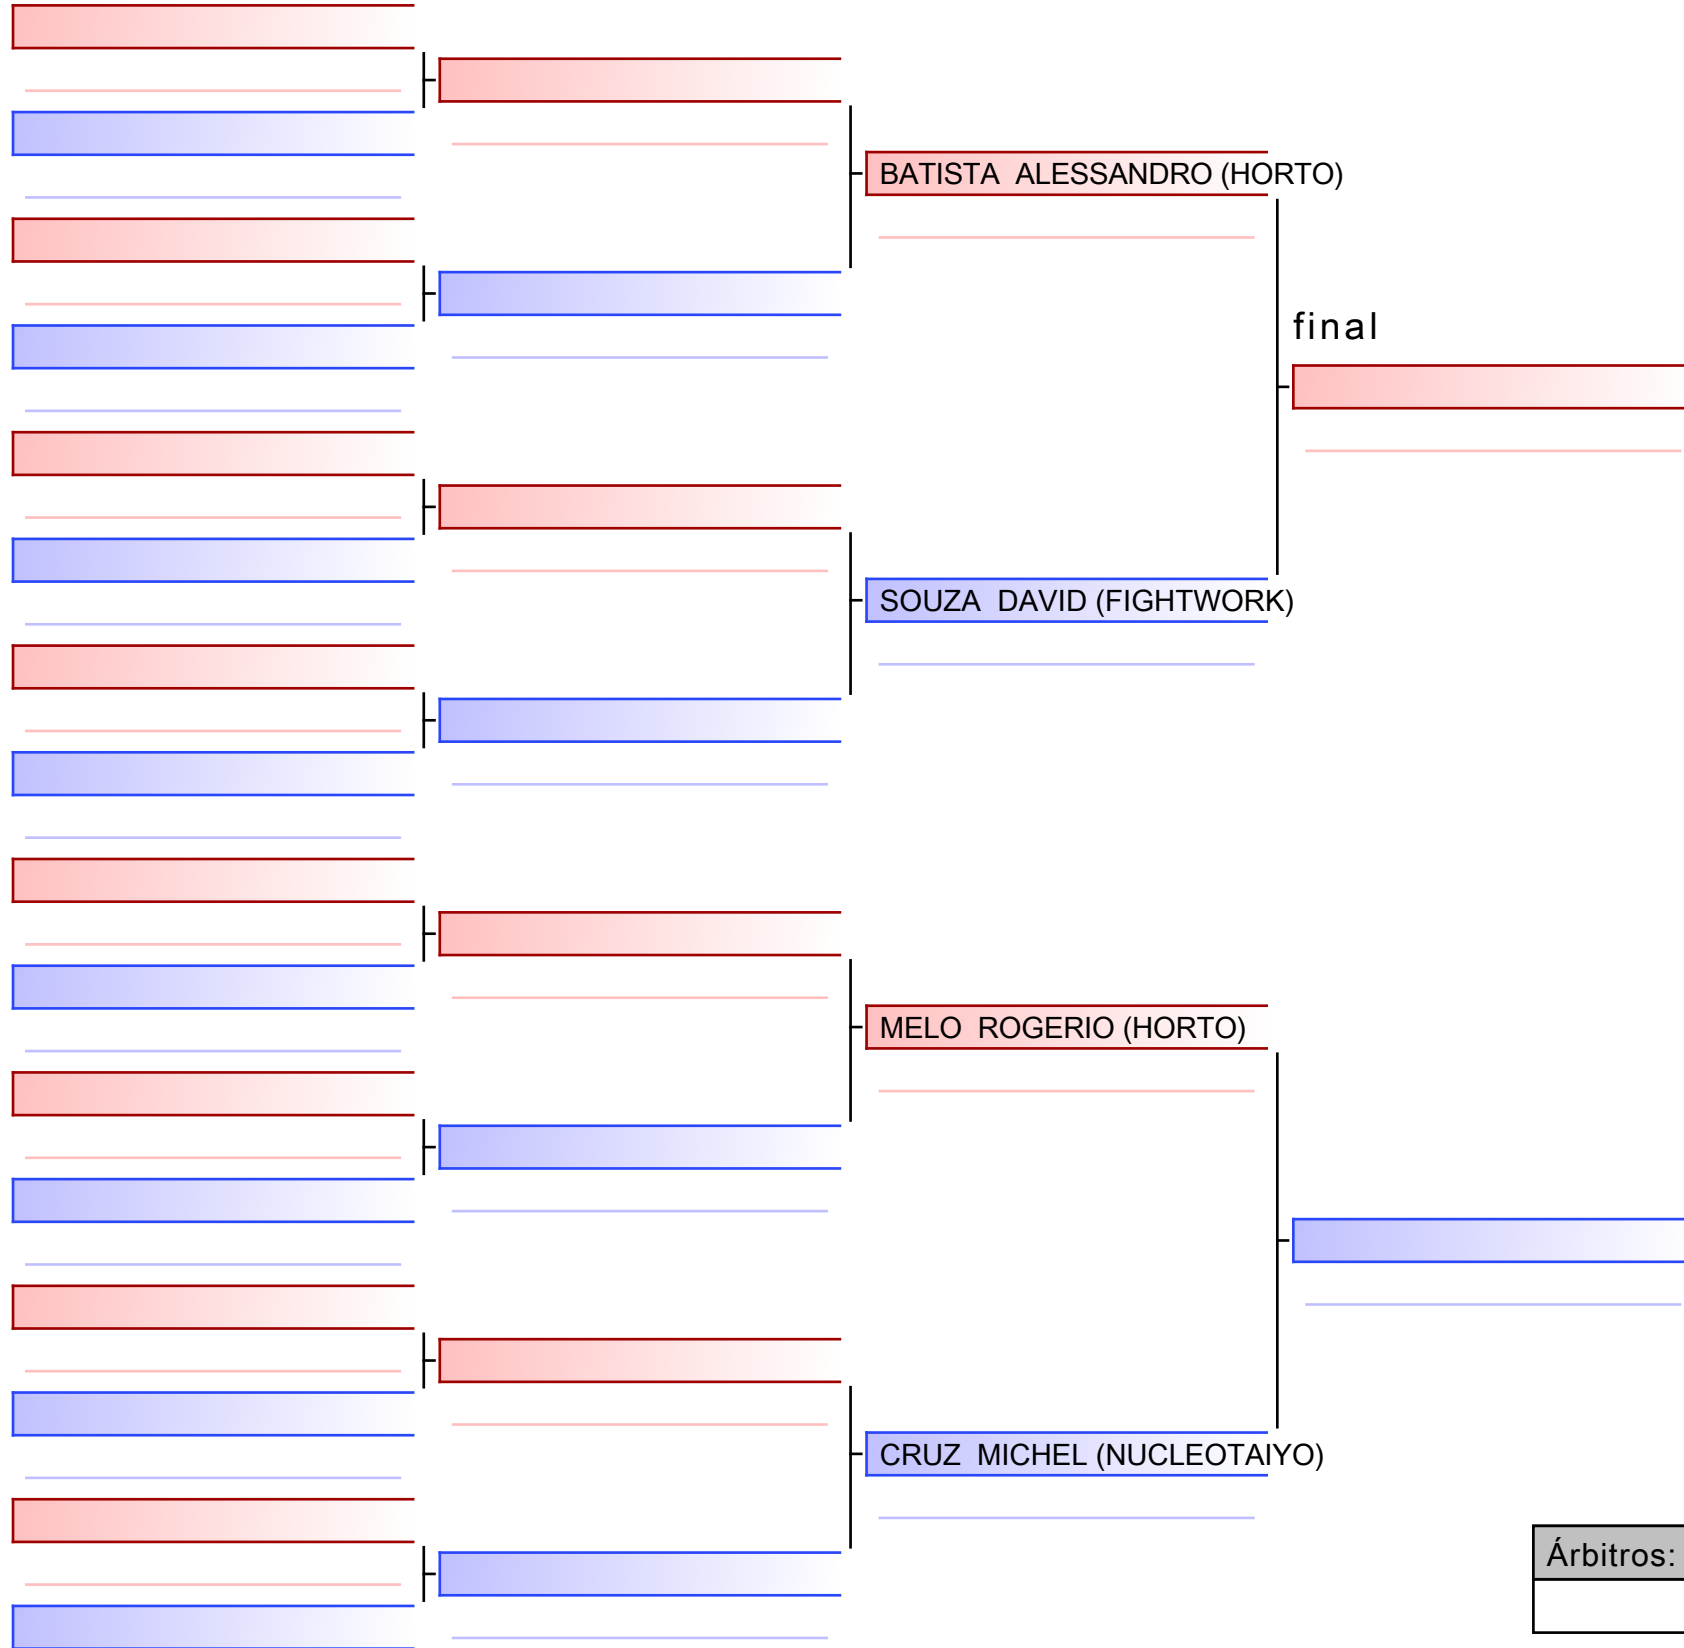 BATISTA  ALESSANDRO (HORTO)
final
SOUZA  DAVID (FIGHTWORK)
MELO  ROGERIO (HORTO)
CRUZ  MICHEL (NUCLEOTAIYO)
Árbitros: